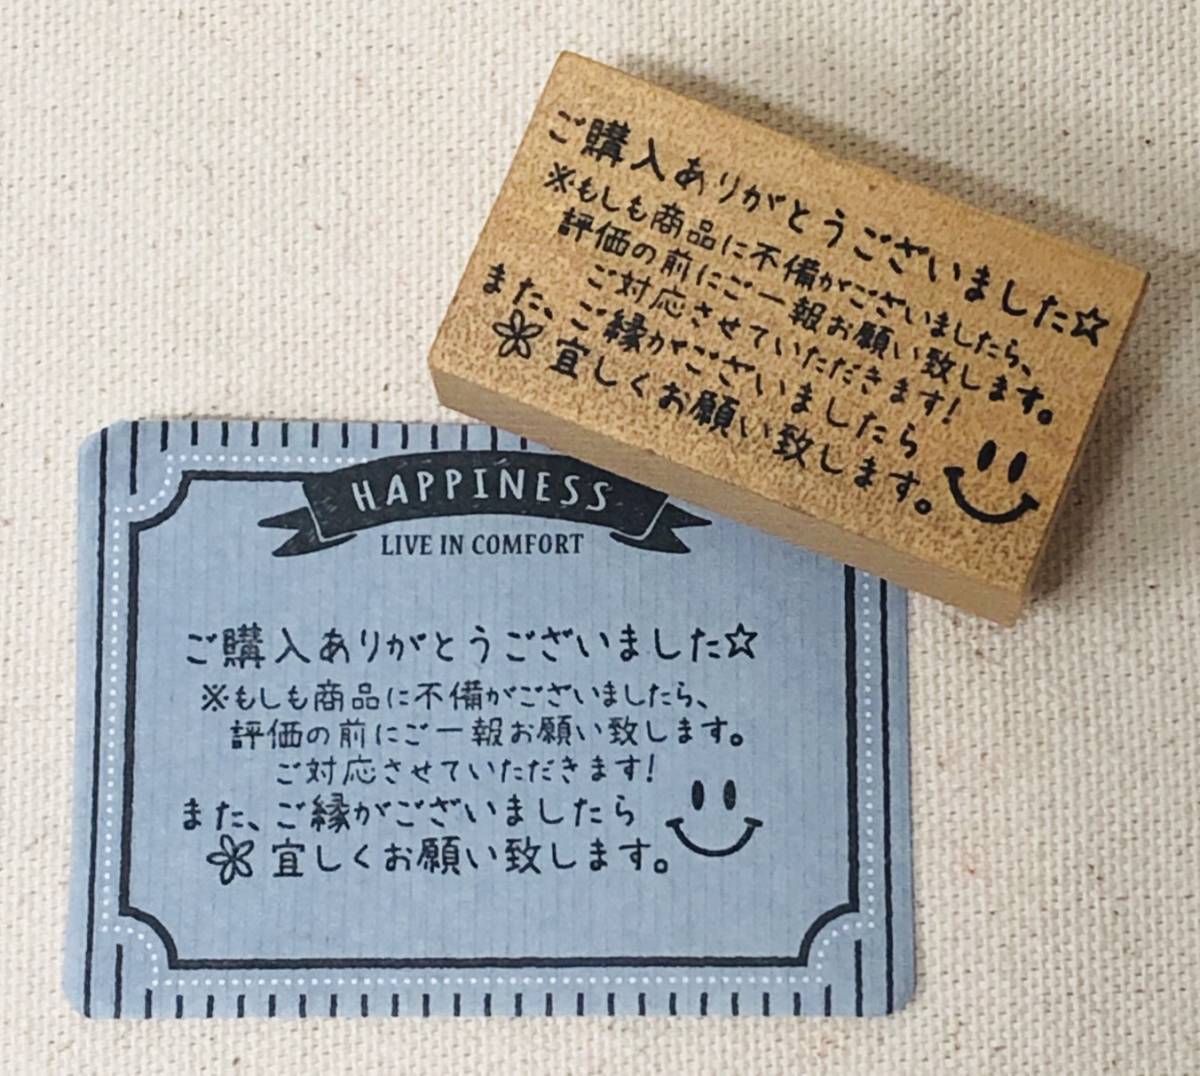 ご購入ありがとうございました☆
※もしも商品に不備がございましたら、
評価の前にご一報お願い致します。
ご対応させていただきます!
また、ご縁がございましたら
宜しくお願い致します。
HAPPINESS
LIVE IN COMFORT
ご購入ありがとうございました☆
※もしも商品に不備がございましたら、
評価の前にご一報お願い致します。
ご対応させていただきます!
また、ご縁がございましたら
宜しくお願い致します。